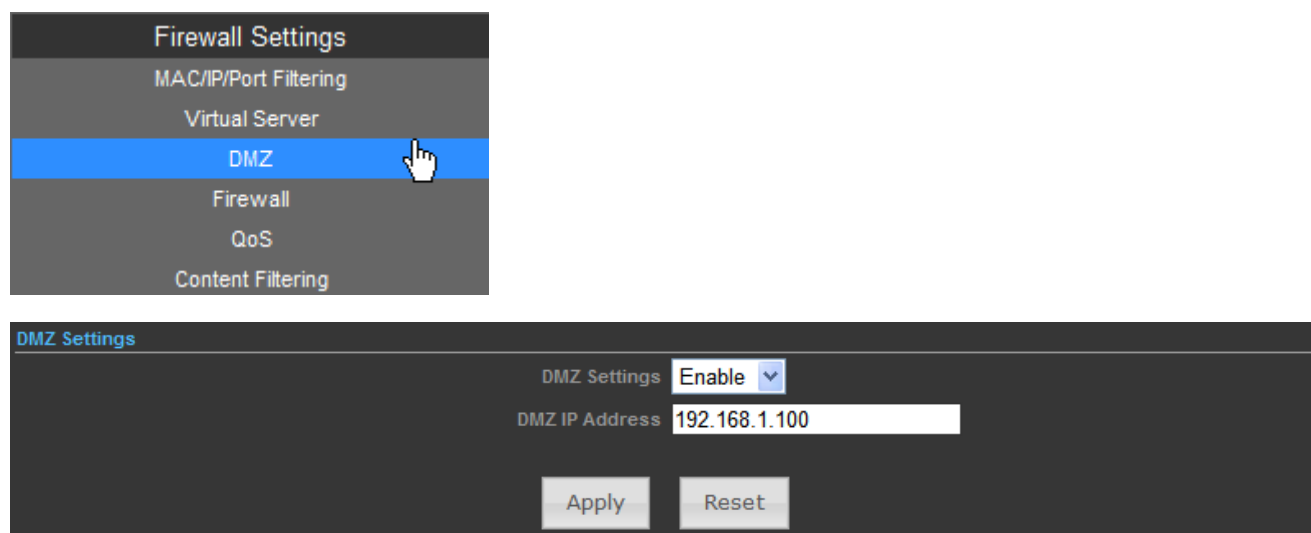 Firewall Settings
MAC/IP/Port Filtering
Virtual Server
DMZ
Firewall
QoS
Content Filtering
DMZ Settings
DMZ Settings Enable
DMZ IP Address 192.168.1.100
Apply Reset